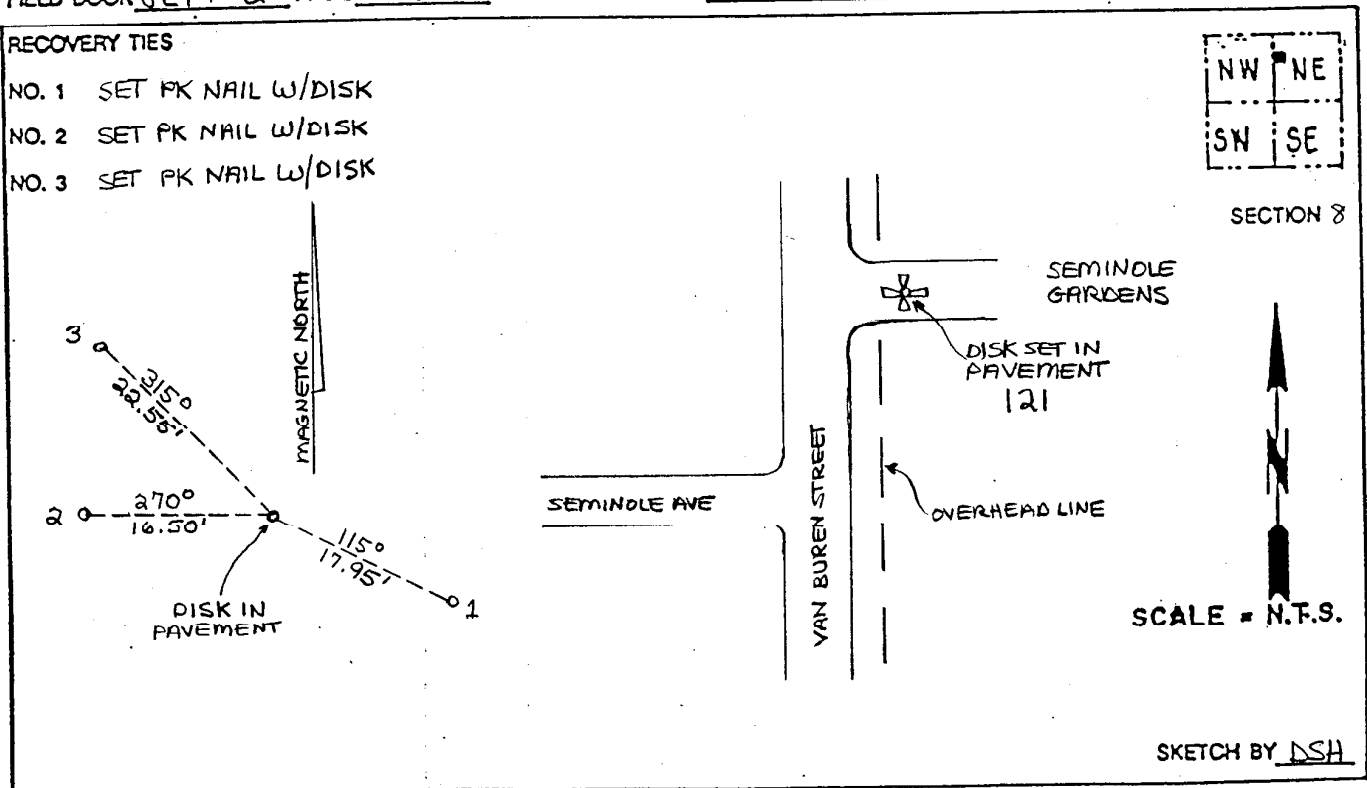 RECOVERY TIES
NO. 1 SET PK NAIL W/DISK
NO. 2 SET PK NAIL W/DISK
NO. 3 SET PK NAIL W/DISK
NW NE
SW SE
SECTION 8
MAGNETIC NORTH
3
315°
22.55'
2
270°
16.50'
115°
17.95'
1
DISK IN
PAVEMENT
SEMINOLE
GARDENS
DISK SET IN
PAVEMENT
121
SEMINOLE AVE
VAN BUREN STREET
OVERHEAD LINE
N
SCALE = N.T.S.
SKETCH BY DSH